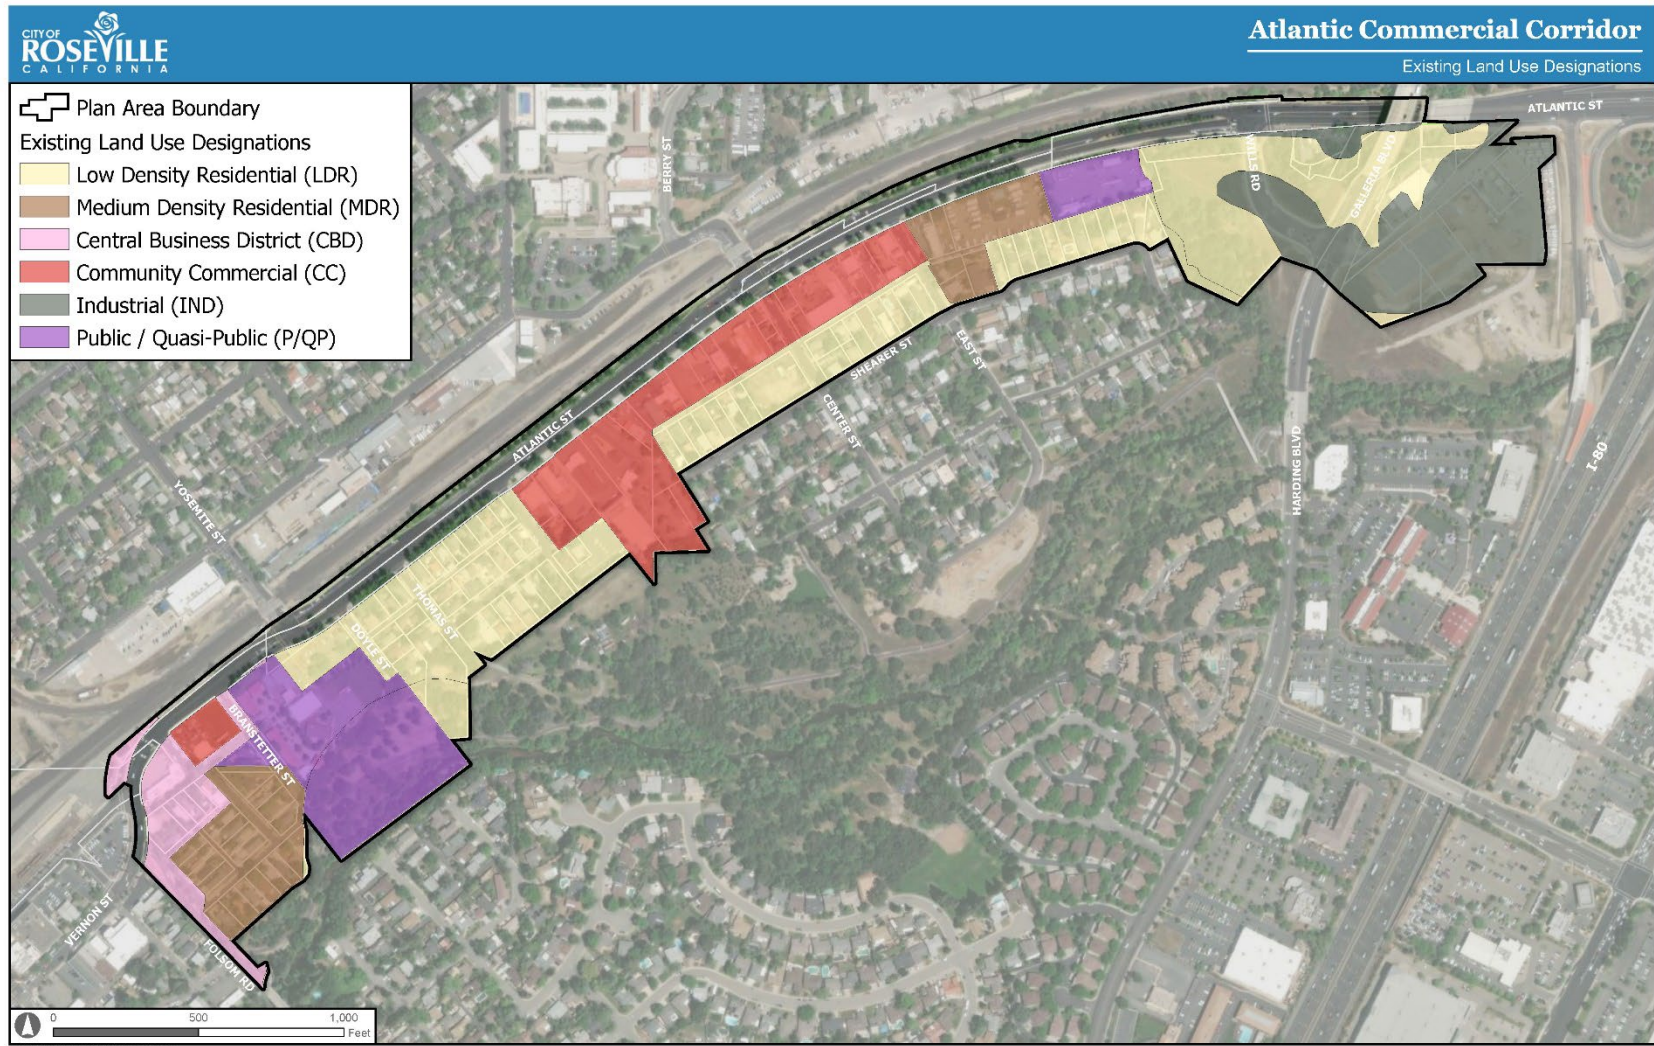 CITY OF
ROSEVILLE
CALIFORNIA
Atlantic Commercial Corridor
Existing Land Use Designations
Plan Area Boundary
Existing Land Use Designations
Low Density Residential (LDR)
Medium Density Residential (MDR)
Central Business District (CBD)
Community Commercial (CC)
Industrial (IND)
Public / Quasi-Public (P/QP)
ATLANTIC ST
BERRY ST
WILLS RD
GALLERIA BLVD
SHEARER ST
EAST ST
CENTER ST
ATLANTIC ST
HARDING BLVD
I-80
YOSEMITE ST
THOMAS ST
DOYLE ST
BRANSTETTER ST
VERNON ST
FOLSOM RD
0 500 1,000
Feet